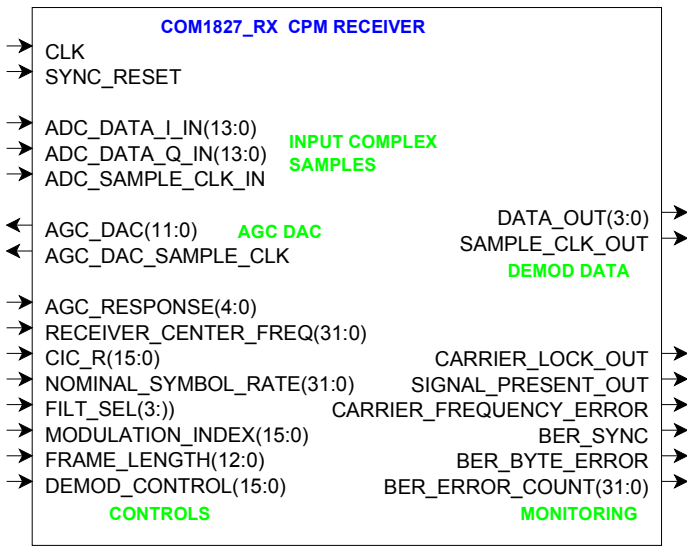 COM1827_RX CPM RECEIVER
CLK
SYNC_RESET
ADC_DATA_I_IN(13:0)
ADC_DATA_Q_IN(13:0)
ADC_SAMPLE_CLK_IN
INPUT COMPLEX
SAMPLES
AGC_DAC(11:0)
AGC_DAC_SAMPLE_CLK
AGC DAC
DATA_OUT(3:0)
SAMPLE_CLK_OUT
DEMOD DATA
AGC_RESPONSE(4:0)
RECEIVER_CENTER_FREQ(31:0)
CIC_R(15:0)
NOMINAL_SYMBOL_RATE(31:0)
FILT_SEL(3:))
MODULATION_INDEX(15:0)
FRAME_LENGTH(12:0)
DEMOD_CONTROL(15:0)
CONTROLS
CARRIER_LOCK_OUT
SIGNAL_PRESENT_OUT
CARRIER_FREQUENCY_ERROR
BER_SYNC
BER_BYTE_ERROR
BER_ERROR_COUNT(31:0)
MONITORING